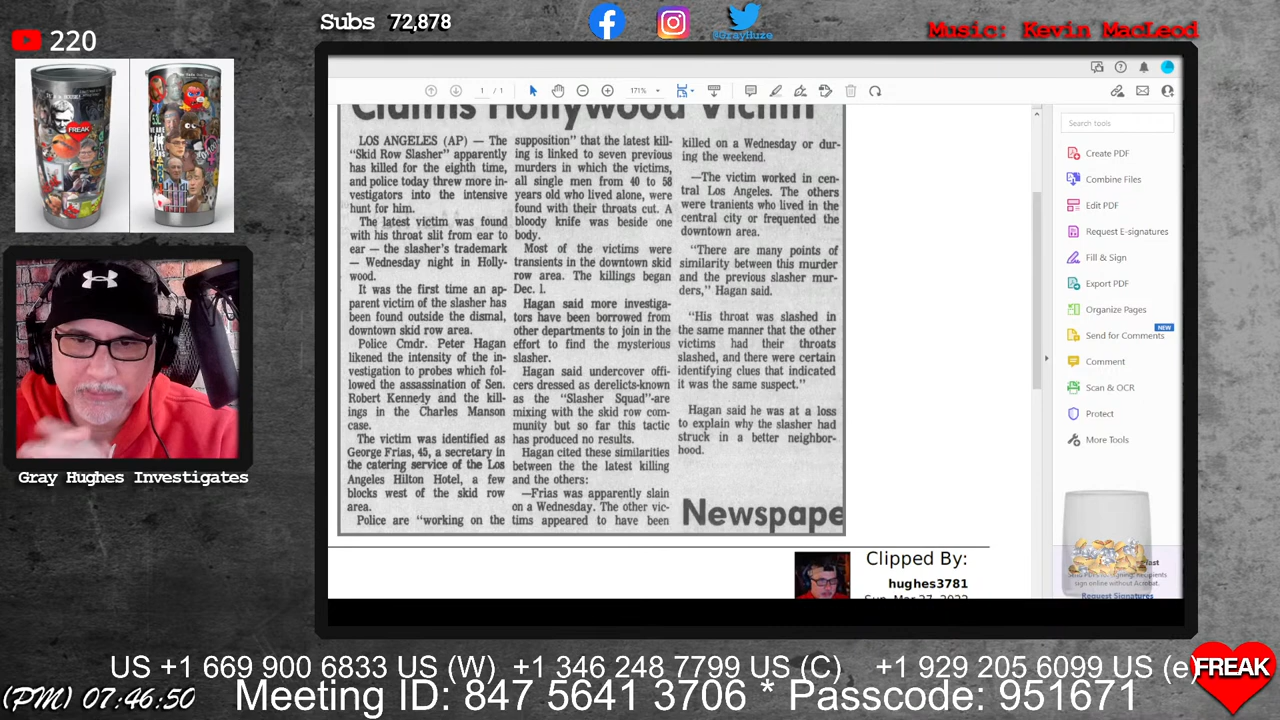 220
Subs 72,878
@GrayHuze
Music: Kevin MacLeod
FREAK
Gray Hughes Investigates
1 / 1
171%
Claims Hollywood Victim
LOS ANGELES (AP) — The
"Skid Row Slasher" apparently
has killed for the eighth time,
and police today threw more in-
vestigators into the intensive
hunt for him.
The latest victim was found
with his throat slit from ear to
ear — the slasher's trademark
— Wednesday night in Holly-
wood.
It was the first time an ap-
parent victim of the slasher has
been found outside the dismal,
downtown skid row area.
Police Cmdr. Peter Hagan
likened the intensity of the in-
vestigation to probes which fol-
lowed the assassination of Sen.
Robert Kennedy and the kill-
ings in the Charles Manson
case.
The victim was identified as
George Frias, 45, a secretary in
the catering service of the Los
Angeles Hilton Hotel, a few
blocks west of the skid row
area.
Police are "working on the
supposition" that the latest kill-
ing is linked to seven previous
murders in which the victims,
all single men from 40 to 58
years old who lived alone, were
found with their throats cut. A
bloody knife was beside one
body.
Most of the victims were
transients in the downtown skid
row area. The killings began
Dec. 1.
Hagan said more investiga-
tors have been borrowed from
other departments to join in the
effort to find the mysterious
slasher.
Hagan said undercover offi-
cers dressed as derelicts-known
as the "Slasher Squad"-are
mixing with the skid row com-
munity but so far this tactic
has produced no results.
Hagan cited these similarities
between the the latest killing
and the others:
—Frias was apparently slain
on a Wednesday. The other vic-
tims appeared to have been
killed on a Wednesday or dur-
ing the weekend.
—The victim worked in cen-
tral Los Angeles. The others
were tranients who lived in the
central city or frequented the
downtown area.
"There are many points of
similarity between this murder
and the previous slasher mur-
ders," Hagan said.
"His throat was slashed in
the same manner that the other
victims had their throats
slashed, and there were certain
identifying clues that indicated
it was the same suspect."
Hagan said he was at a loss
to explain why the slasher had
struck in a better neighbor-
hood.
Newspape
Clipped By:
hughes3781
Sun, Mar 27, 2022
Search tools
Create PDF
Combine Files
Edit PDF
Request E-signatures
Fill & Sign
Export PDF
Organize Pages
NEW
Send for Comments
Comment
Scan & OCR
Protect
More Tools
sign online without Acrobat.
Request Signatures
US +1 669 900 6833 US (W) +1 346 248 7799 US (C) +1 929 205 6099 US (e)
FREAK
(PM) 07:46:50
Meeting ID: 847 5641 3706 * Passcode: 951671